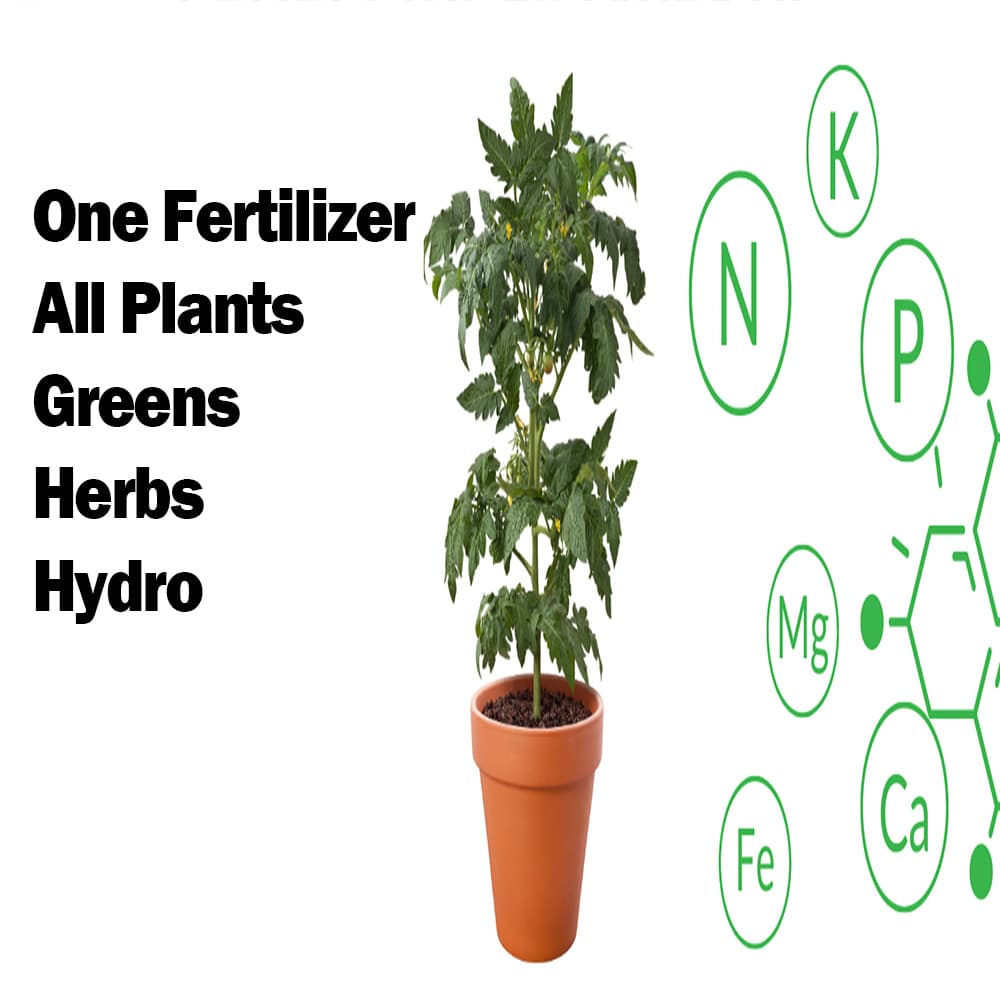 One Fertilizer
All Plants
Greens
Herbs
Hydro
K
N
P
Mg
Ca
Fe